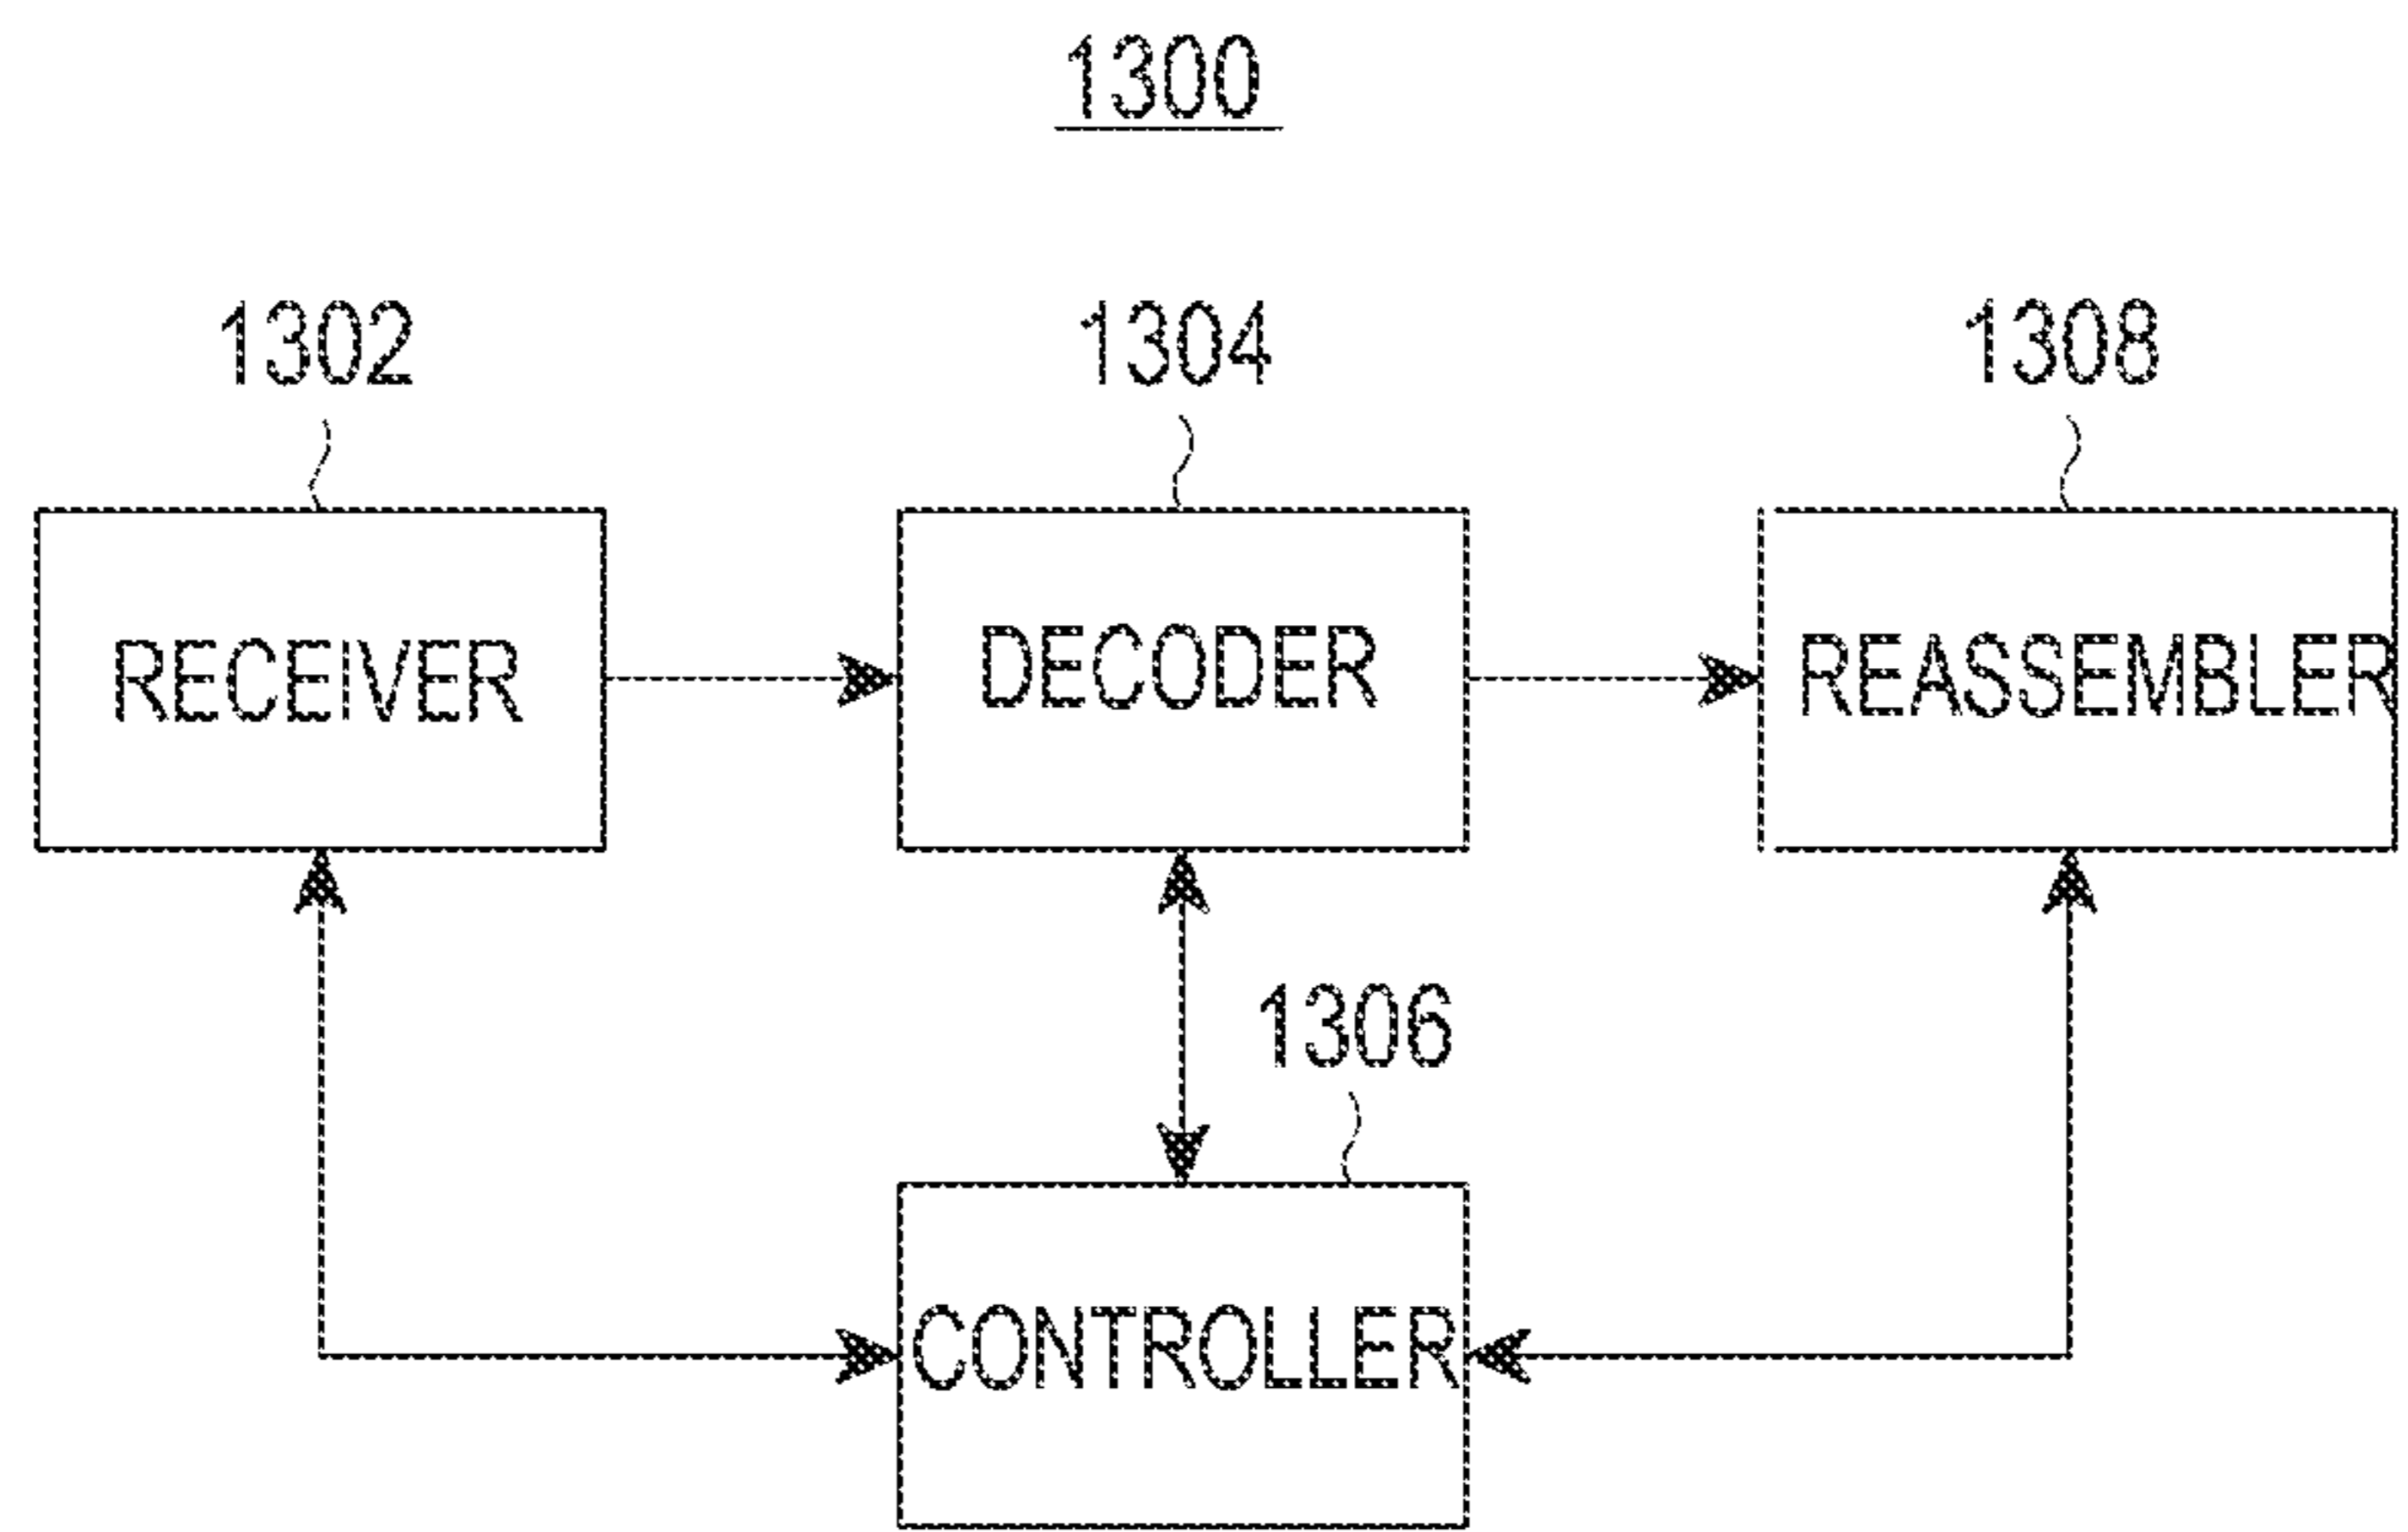 1300
1302
1304
1308
RECEIVER
DECODER
REASSEMBLER
1306
CONTROLLER